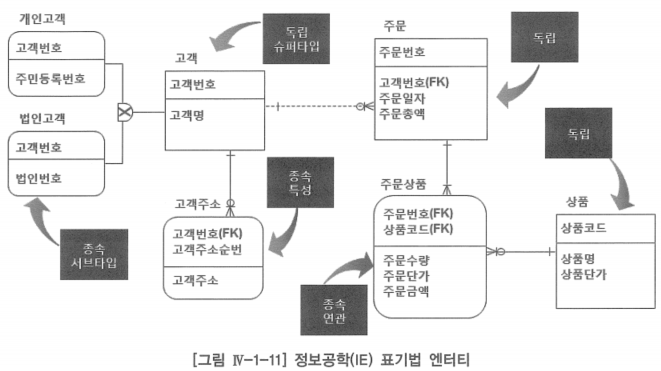 개인고객
고객번호
주민등록번호
법인고객
고객번호
법인번호
종속
서브타입
독립
슈퍼타입
고객
고객번호
고객명
고객주소
고객번호(FK)
고객주소순번
고객주소
종속
특성
주문
주문번호
고객번호(FK)
주문일자
주문총액
독립
주문상품
주문번호(FK)
상품코드(FK)
주문수량
주문단가
주문금액
종속
연관
독립
상품
상품코드
상품명
상품단가
[그림 Ⅳ-1-11] 정보공학(IE) 표기법 엔터티